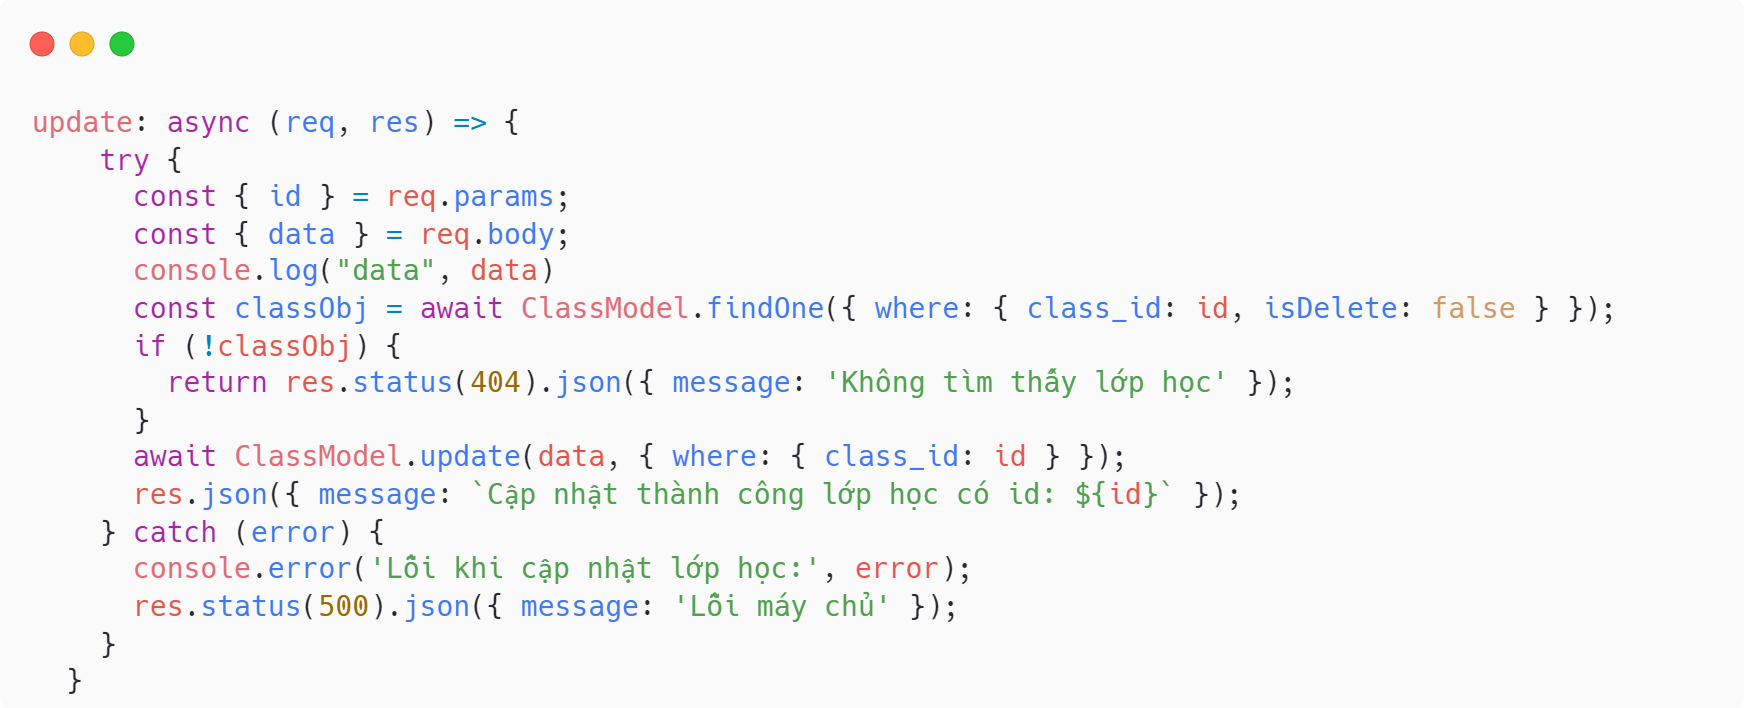 update: async (req, res) => {
    try {
      const { id } = req.params;
      const { data } = req.body;
      console.log("data", data)
      const classObj = await ClassModel.findOne({ where: { class_id: id, isDelete: false } });
      if (!classObj) {
        return res.status(404).json({ message: 'Không tìm thấy lớp học' });
      }
      await ClassModel.update(data, { where: { class_id: id } });
      res.json({ message: `Cập nhật thành công lớp học có id: ${id}` });
    } catch (error) {
      console.error('Lỗi khi cập nhật lớp học:', error);
      res.status(500).json({ message: 'Lỗi máy chủ' });
    }
  }